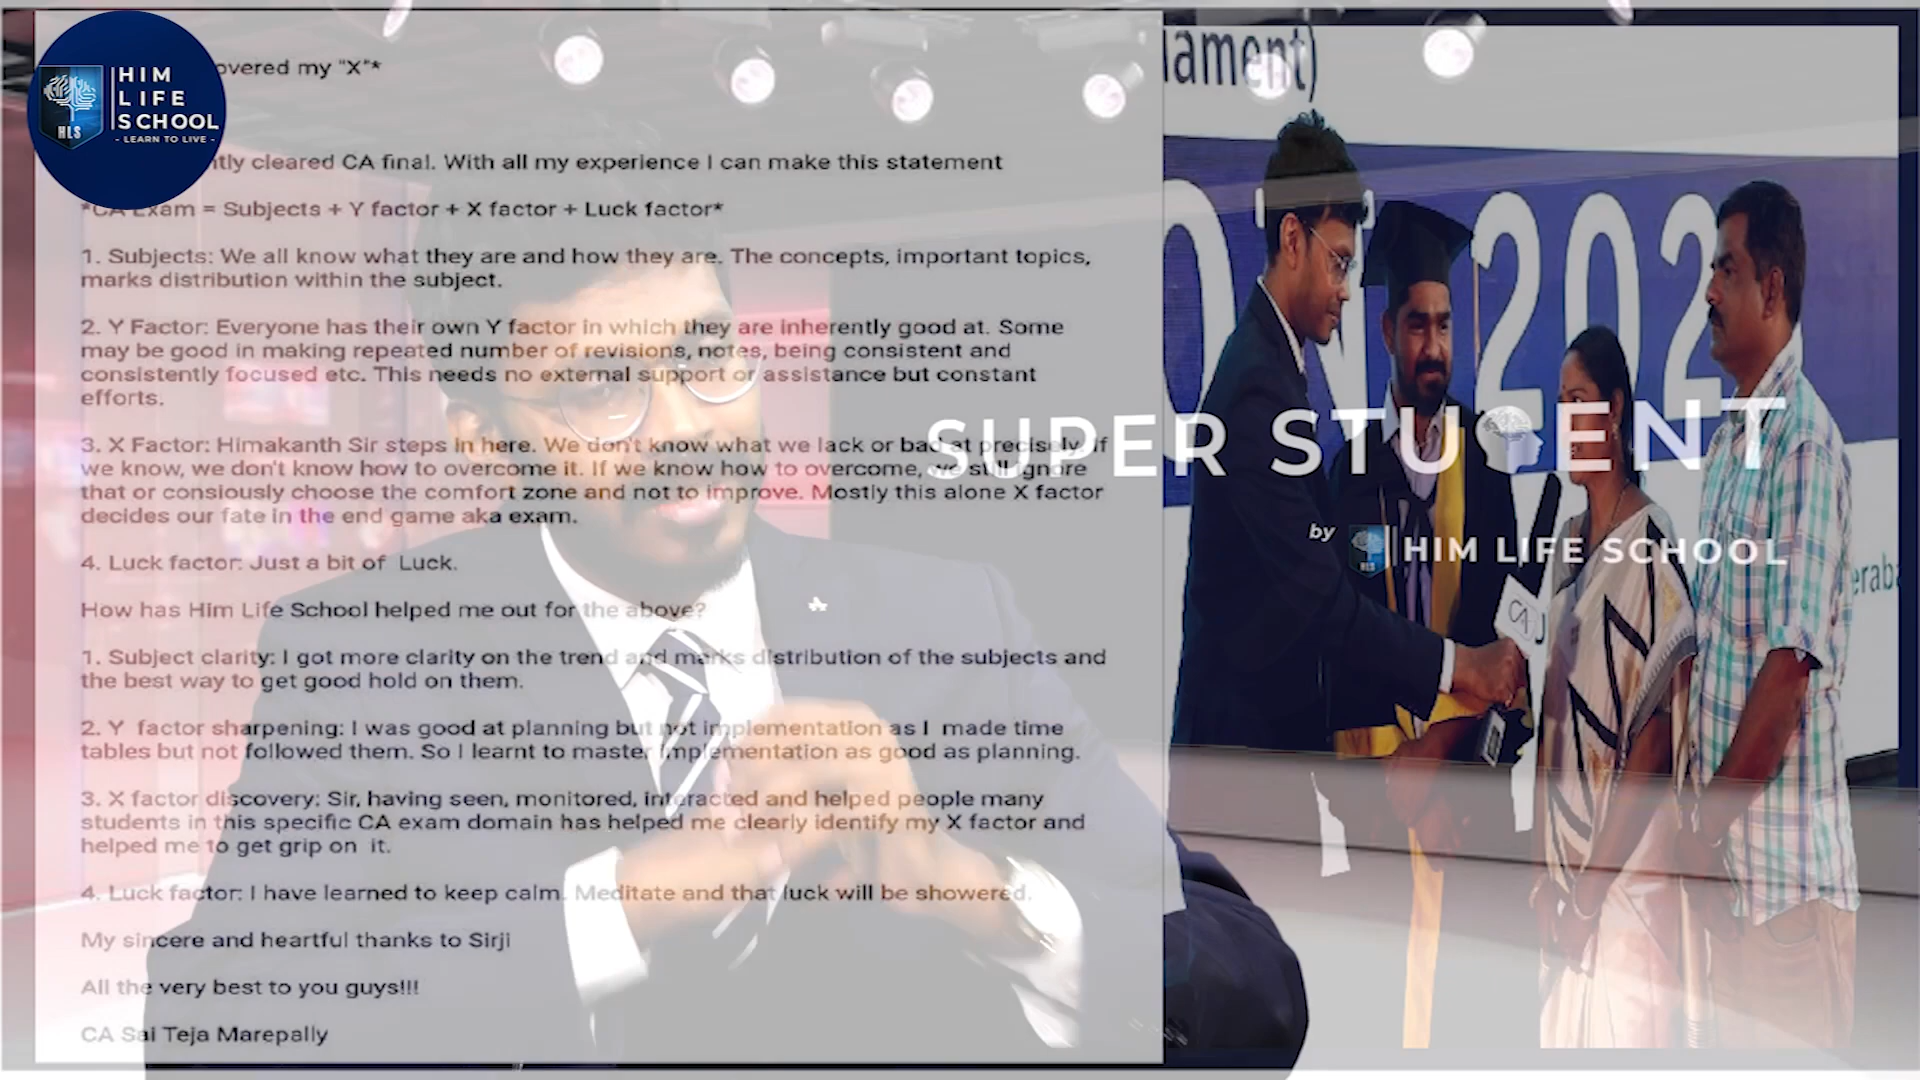 HIM
LIFE
SCHOOL
- LEARN TO LIVE -
HLS
overed my "X"*
ntly cleared CA final. With all my experience I can make this statement
*CA Exam = Subjects + Y factor + X factor + Luck factor*
1. Subjects: We all know what they are and how they are. The concepts, important topics,
marks distribution within the subject.
2. Y Factor: Everyone has their own Y factor in which they are inherently good at. Some
may be good in making repeated number of revisions, notes, being consistent and
consistently focused etc. This needs no external support or assistance but constant
efforts.
3. X Factor: Himakanth Sir steps in here. We don't know what we lack or bad at precisely. If
we know, we don't know how to overcome it. If we know how to overcome, we still ignore
that or consiously choose the comfort zone and not to improve. Mostly this alone X factor
decides our fate in the end game aka exam.
4. Luck factor: Just a bit of Luck.
How has Him Life School helped me out for the above?
1. Subject clarity: I got more clarity on the trend and marks distribution of the subjects and
the best way to get good hold on them.
2. Y factor sharpening: I was good at planning but not implementation as I made time
tables but not followed them. So I learnt to master implementation as good as planning.
3. X factor discovery: Sir, having seen, monitored, interacted and helped people many
students in this specific CA exam domain has helped me clearly identify my X factor and
helped me to get grip on it.
4. Luck factor: I have learned to keep calm. Meditate and that luck will be showered.
My sincere and heartful thanks to Sirji
All the very best to you guys!!!
CA Sai Teja Marepally
iament)
ON 202
SUPER STUDENT
by HLS HIM LIFE SCHOOL
CA
eraba